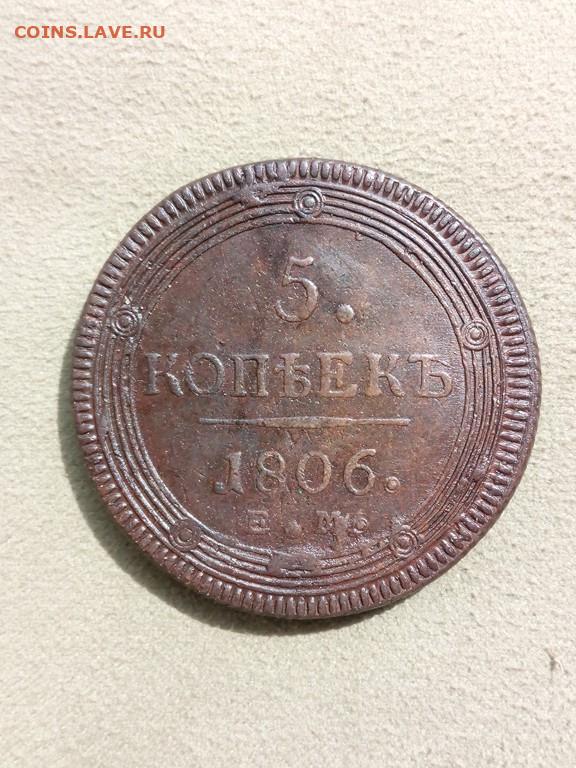 COINS.LAVE.RU
5.
КОПѢЕКЪ
1806.
Е. М.